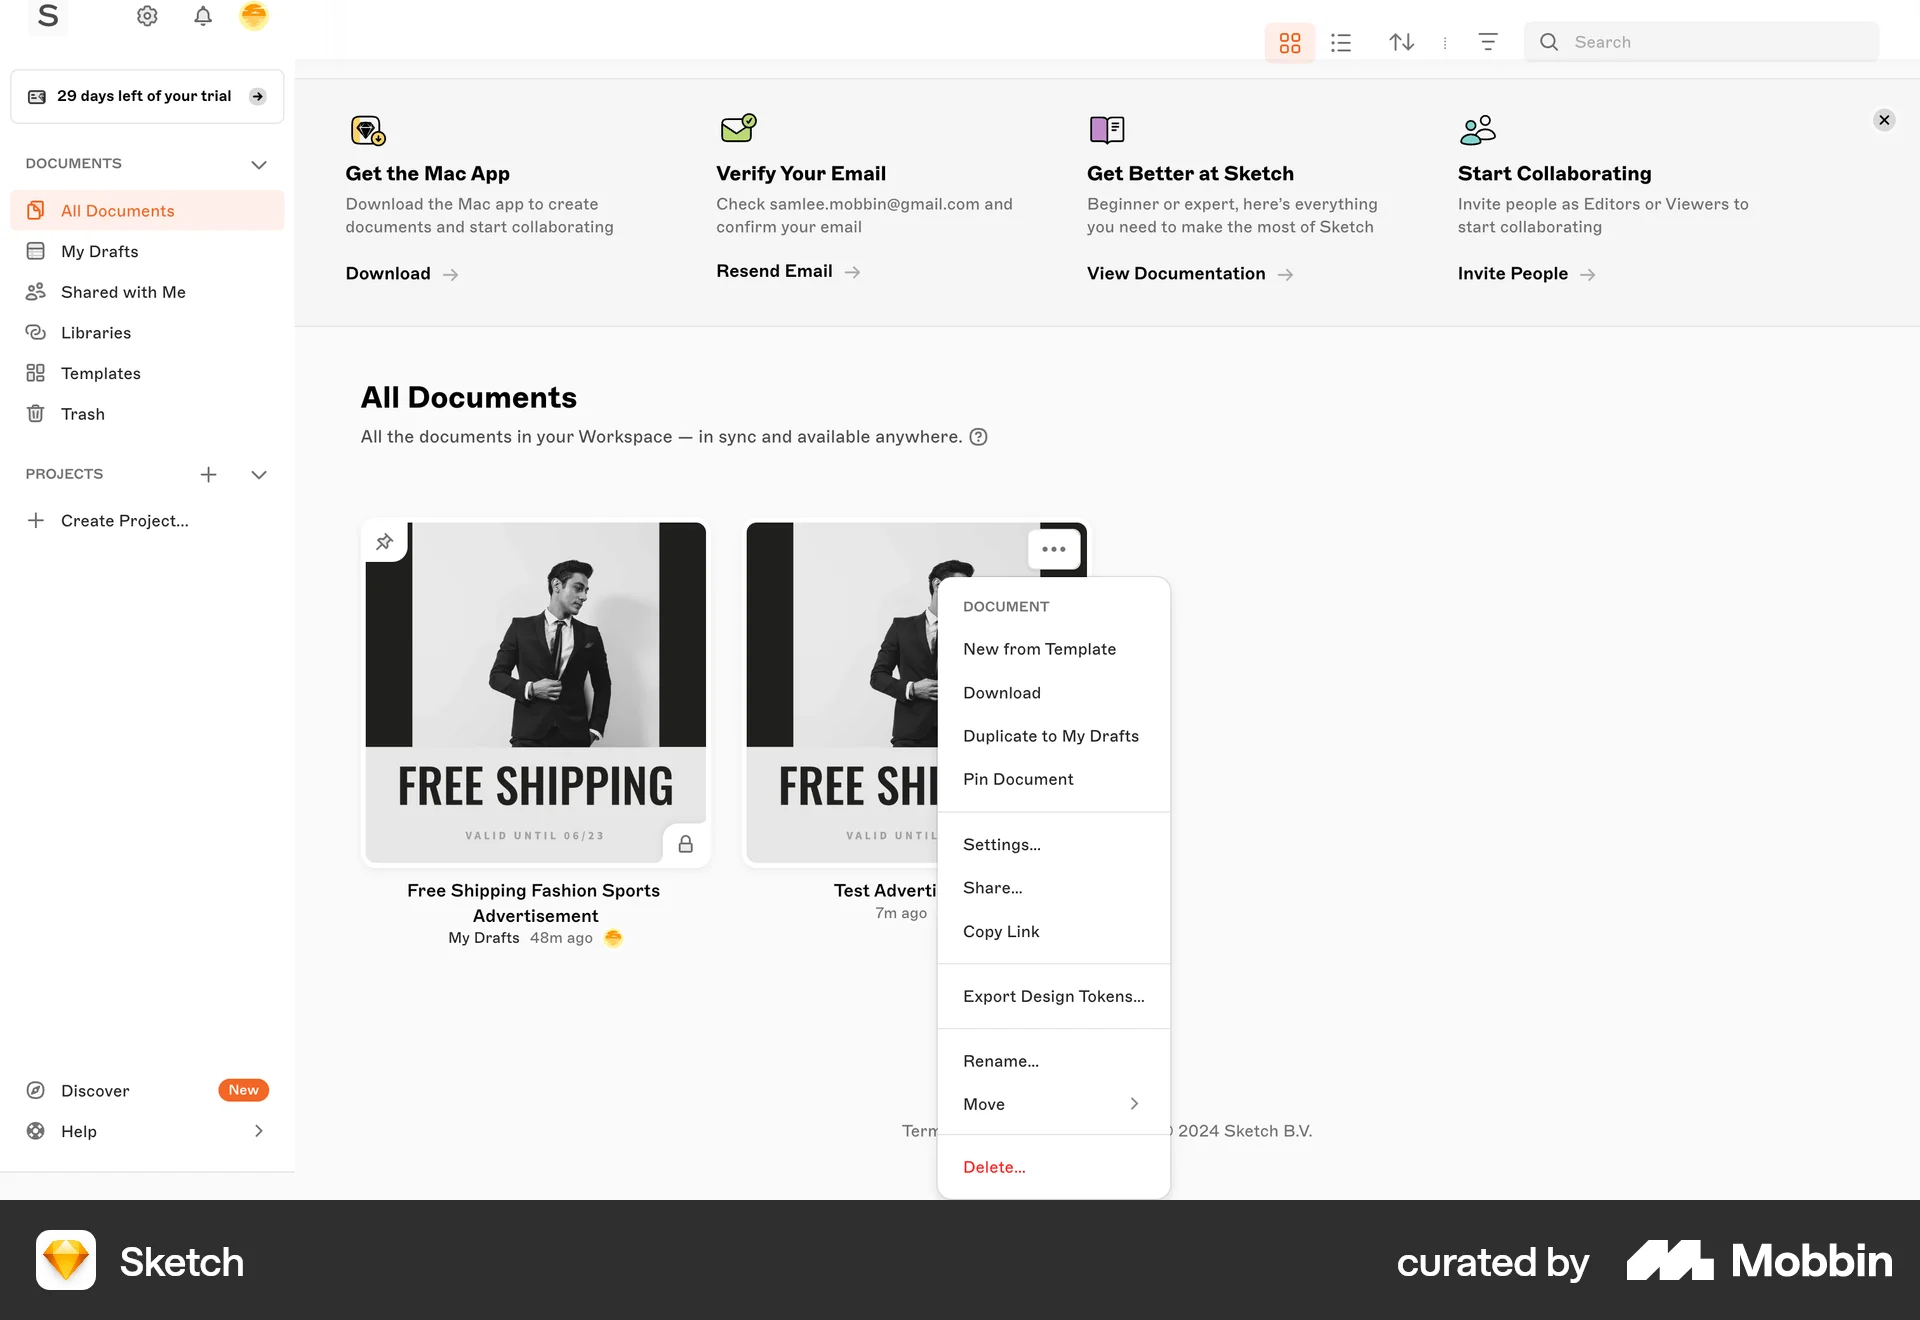 S
Search
29 days left of your trial
DOCUMENTS
All Documents
My Drafts
Shared with Me
Libraries
Templates
Trash
PROJECTS
Create Project...
Discover
New
Help
Get the Mac App
Download the Mac app to create
documents and start collaborating
Download
Verify Your Email
Check samlee.mobbin@gmail.com and
confirm your email
Resend Email
Get Better at Sketch
Beginner or expert, here's everything
you need to make the most of Sketch
View Documentation
Start Collaborating
Invite people as Editors or Viewers to
start collaborating
Invite People
All Documents
All the documents in your Workspace — in sync and available anywhere.
FREE SHIPPING
VALID UNTIL 06/23
Free Shipping Fashion Sports
Advertisement
My Drafts 48m ago
FREE SHI
VALID UNTIL
Test Adverti
7m ago
DOCUMENT
New from Template
Download
Duplicate to My Drafts
Pin Document
Settings...
Share...
Copy Link
Export Design Tokens...
Rename...
Move
Delete...
Term
2024 Sketch B.V.
Sketch
curated by Mobbin